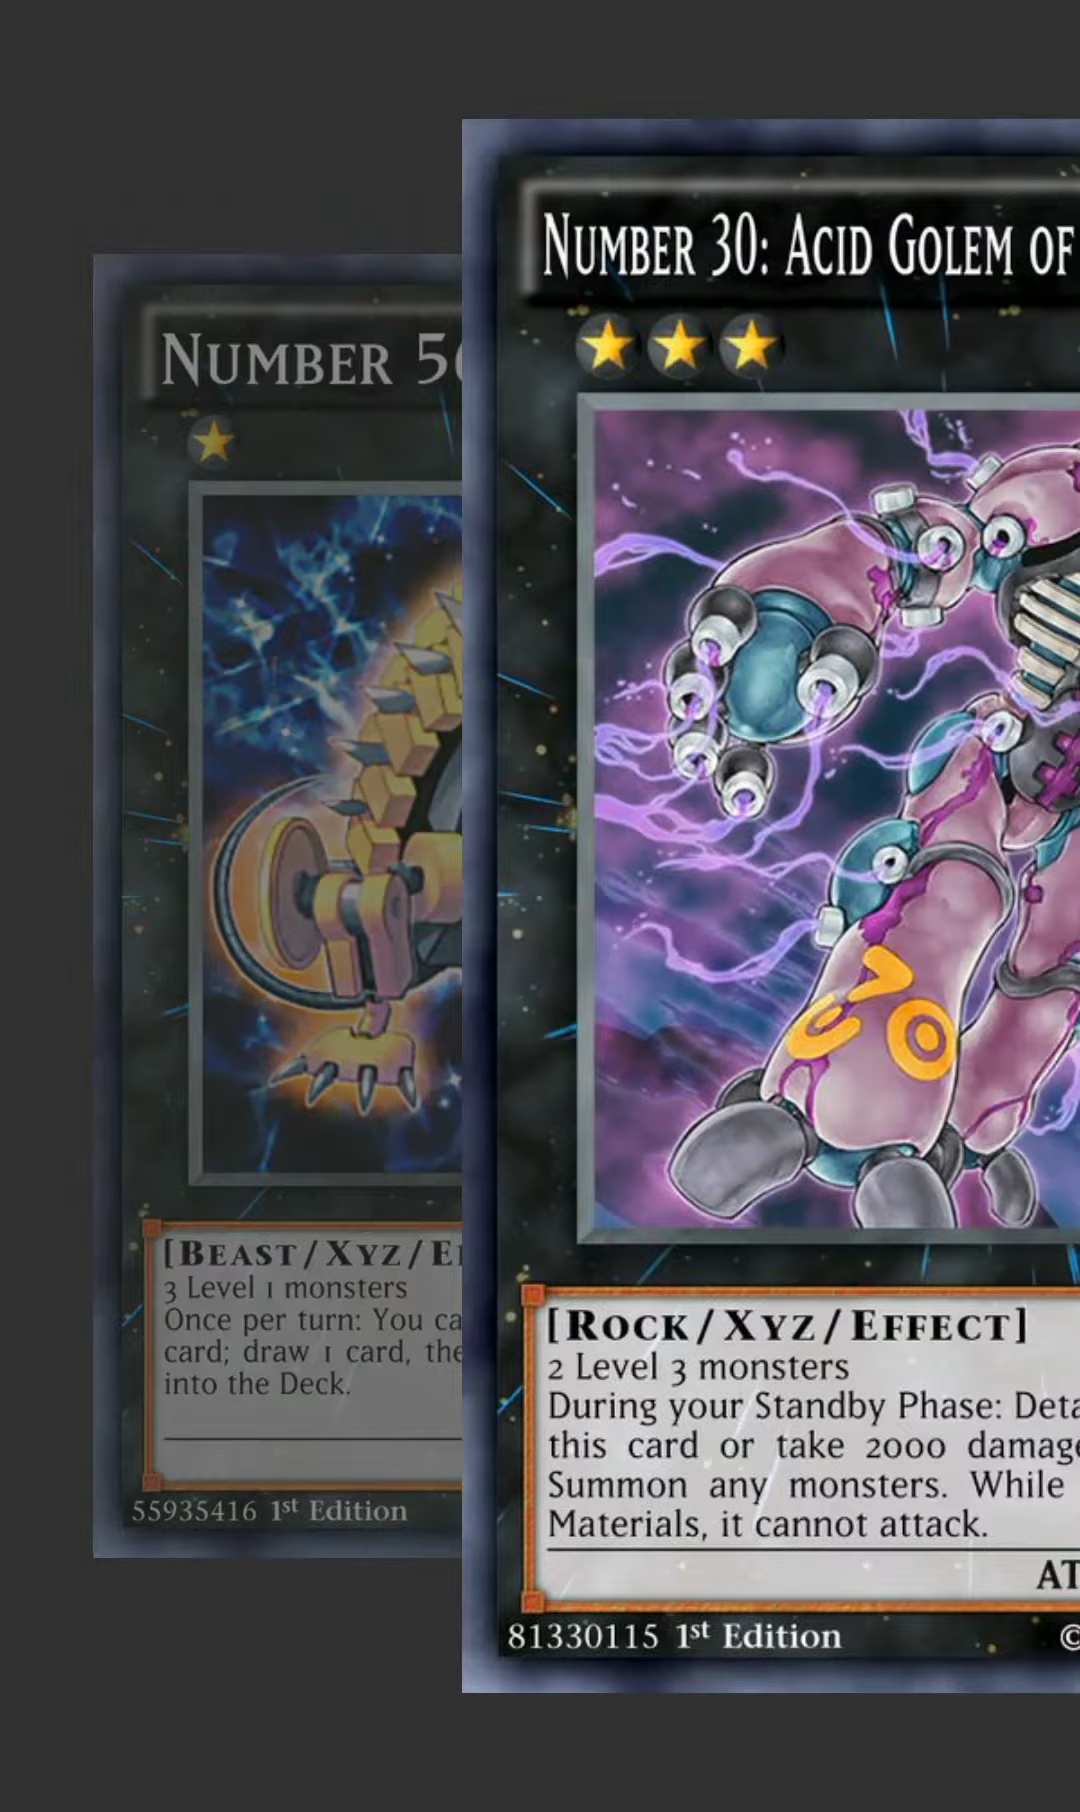 NUMBER 5
[BEAST/XYZ/E
3 Level 1 monsters
Once per turn: You ca
card; draw 1 card, the
into the Deck.
55935416 1st Edition
NUMBER 30: ACID GOLEM OF
30
[ROCK/XYZ/EFFECT]
2 Level 3 monsters
During your Standby Phase: Deta
this card or take 2000 damage
Summon any monsters. While
Materials, it cannot attack.
AT
81330115 1st Edition
©